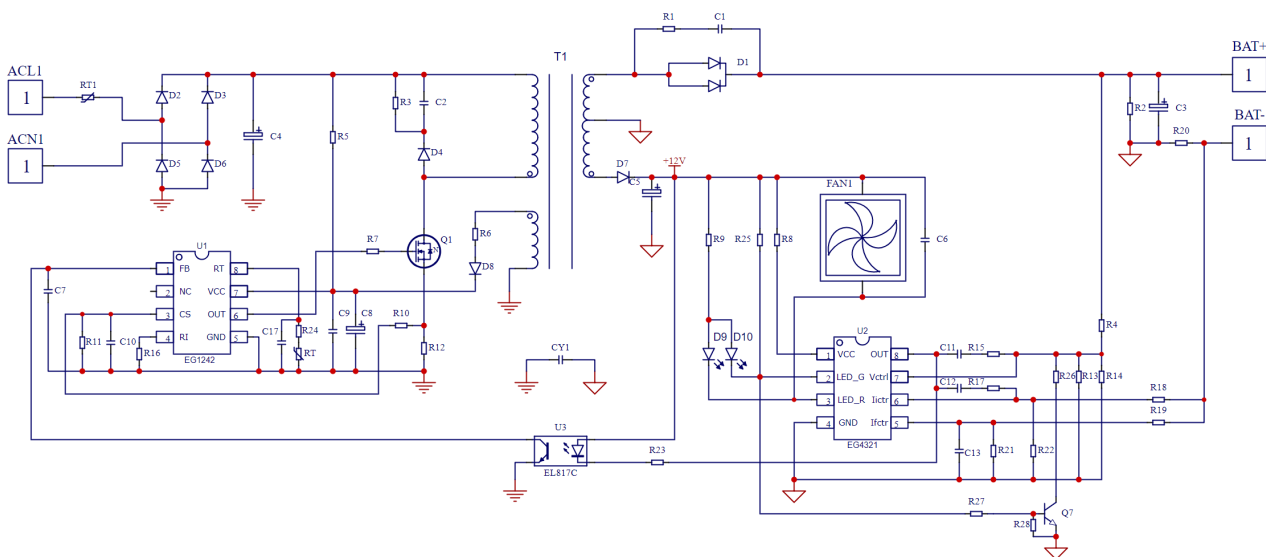 R1
C1
T1
D1
BAT+
1
ACL1
1
RT1
D2
D3
R3
C2
R2
C3
BAT-
1
R20
C4
R5
ACN1
1
D5
D6
D4
D7
+12V
C5
FAN1
R6
Q1
N
R7
R9
R25
R8
C6
U1
D8
1 FB RT 8
2 NC VCC 7
3 CS OUT 6
4 RI GND 5
EG1242
C7
R11
C10
R16
C17
R24
RT
C9
C8
R10
R12
CY1
D9
D10
U2
1 VCC OUT 8
2 LED_G Vctrl 7
3 LED_R Iictr 6
4 GND Ifctr 5
EG4321
C11
R15
C12
R17
R4
R26
R13
R14
R18
R19
U3
EL817C
R23
C13
R21
R22
R27
R28
Q7